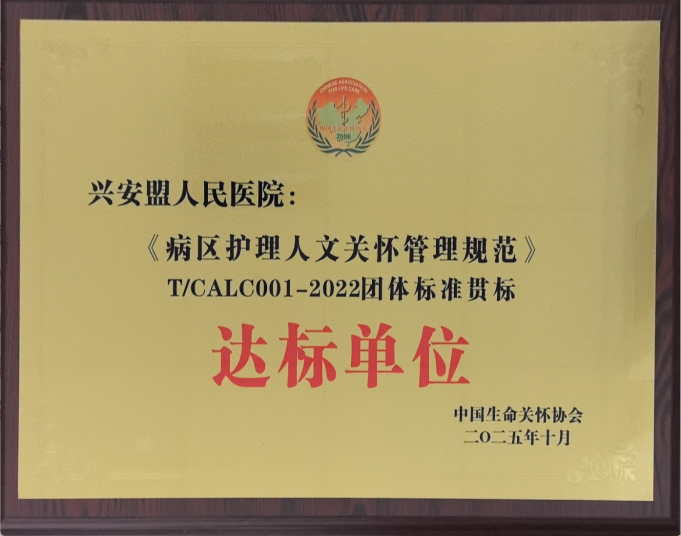 CHINESE ASSOCIATION
FOR LIFE CARE
2006
兴安盟人民医院：
《病区护理人文关怀管理规范》
T/CALC001-2022团体标准贯标
达标单位
中国生命关怀协会
二〇二五年十月